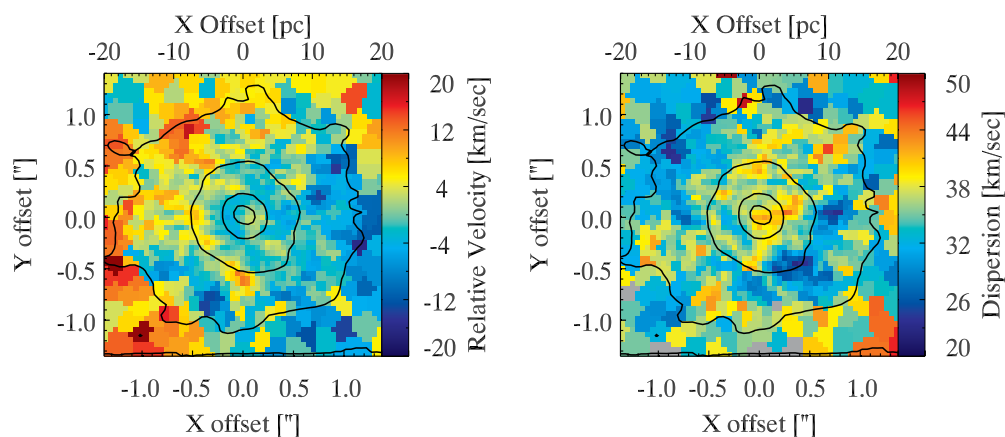 X Offset [pc]
-20 -10 0 10 20
Y offset ["]
1.0
0.5
0.0
-0.5
-1.0
-1.0 -0.5 0.0 0.5 1.0
X offset ["]
20
12
4
-4
-12
-20
Relative Velocity [km/sec]
X Offset [pc]
-20 -10 0 10 20
Y offset ["]
1.0
0.5
0.0
-0.5
-1.0
-1.0 -0.5 0.0 0.5 1.0
X offset ["]
50
44
38
32
26
20
Dispersion [km/sec]